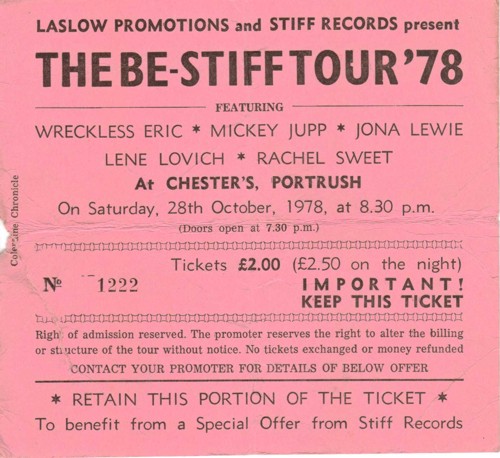 LASLOW PROMOTIONS and STIFF RECORDS present
THE BE-STIFF TOUR '78
FEATURING
WRECKLESS ERIC * MICKEY JUPP * JONA LEWIE
LENE LOVICH * RACHEL SWEET
At CHESTER'S, PORTRUSH
On Saturday, 28th October, 1978, at 8.30 p.m.
(Doors open at 7.30 p.m.)
Coleraine Chronicle
Tickets £2.00 (£2.50 on the night)
No 1222
IMPORTANT!
KEEP THIS TICKET
Right of admission reserved. The promoter reserves the right to alter the billing
or structure of the tour without notice. No tickets exchanged or money refunded
CONTACT YOUR PROMOTER FOR DETAILS OF BELOW OFFER
* RETAIN THIS PORTION OF THE TICKET *
To benefit from a Special Offer from Stiff Records